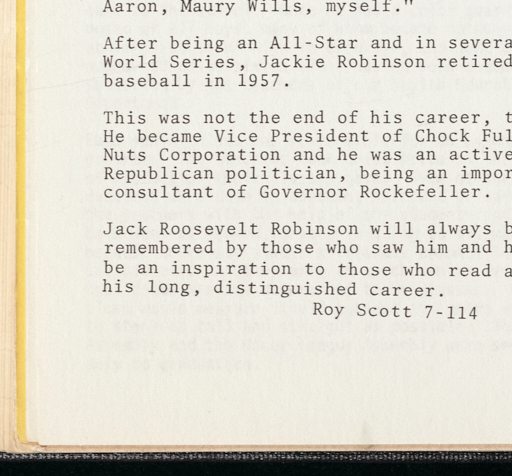 Aaron, Maury Wills, myself."
After being an All-Star and in severa
World Series, Jackie Robinson retired
baseball in 1957.
This was not the end of his career, t
He became Vice President of Chock Ful
Nuts Corporation and he was an active
Republican politician, being an impor
consultant of Governor Rockefeller.
Jack Roosevelt Robinson will always b
remembered by those who saw him and h
be an inspiration to those who read a
his long, distinguished career.
Roy Scott 7-114